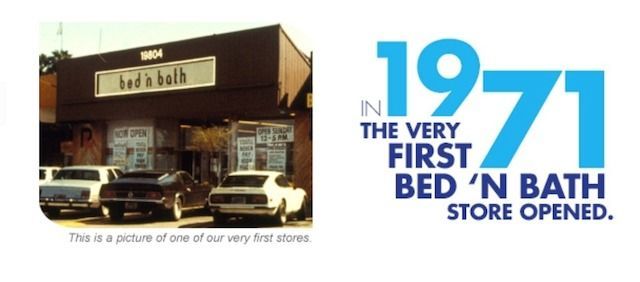 19804
bed 'n bath
NOW OPEN
OPEN SUNDAY
12-5 P.M.
This is a picture of one of our very first stores.
IN 1971
THE VERY
FIRST
BED ‘N BATH
STORE OPENED.